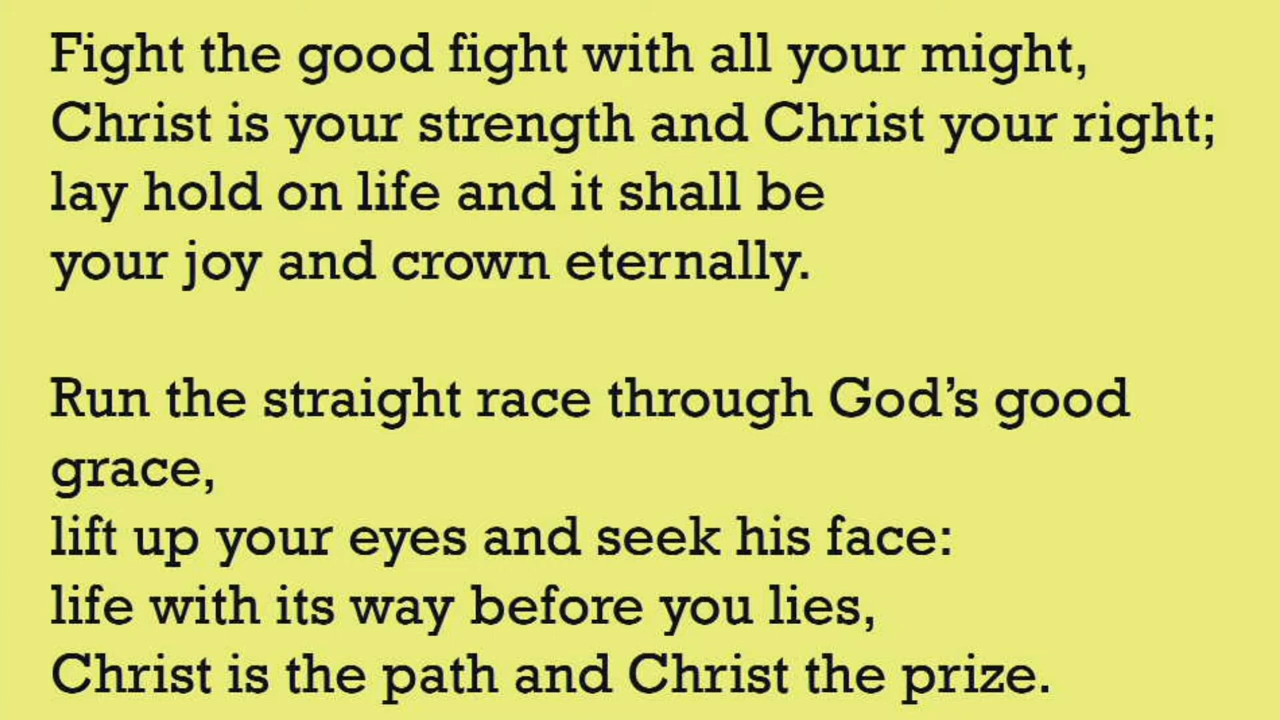 Fight the good fight with all your might,
Christ is your strength and Christ your right;
lay hold on life and it shall be
your joy and crown eternally.
Run the straight race through God’s good
grace,
lift up your eyes and seek his face:
life with its way before you lies,
Christ is the path and Christ the prize.